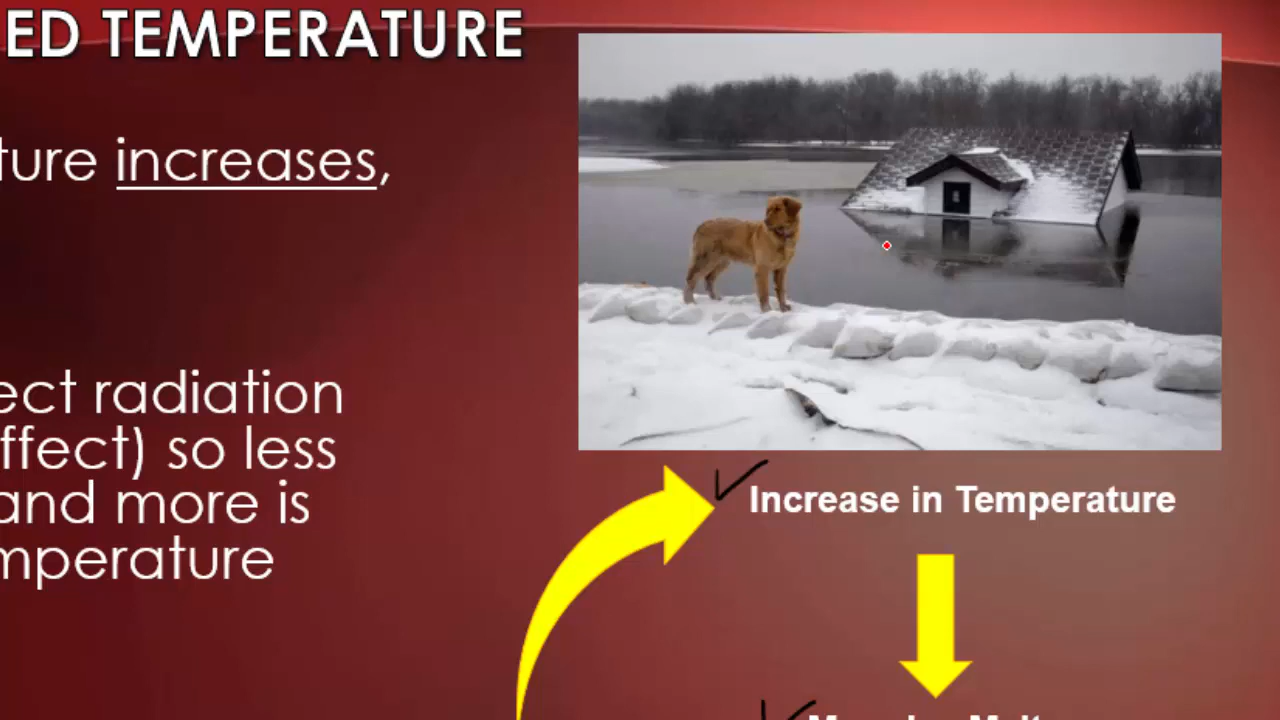 ED TEMPERATURE
ture increases,
ect radiation
ffect) so less
and more is
mperature
Increase in Temperature